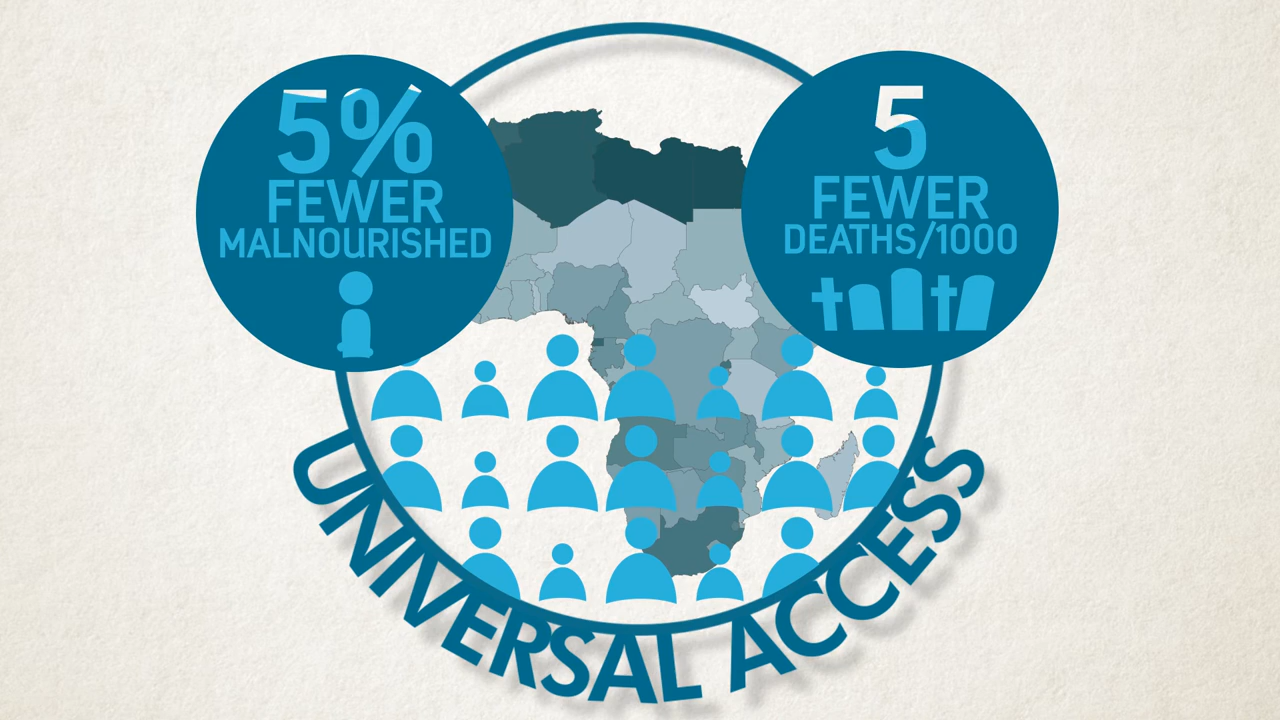 5%
FEWER
MALNOURISHED
5
FEWER
DEATHS/1000
UNIVERSAL ACCESS